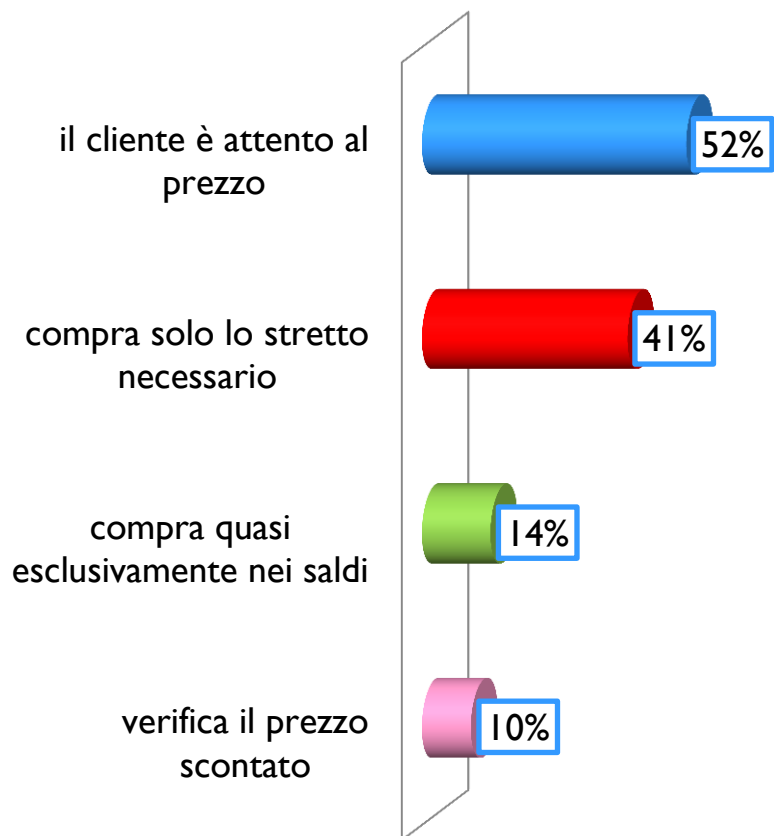 il cliente è attento al
prezzo
52%
compra solo lo stretto
necessario
41%
compra quasi
esclusivamente nei saldi
14%
verifica il prezzo
scontato
10%